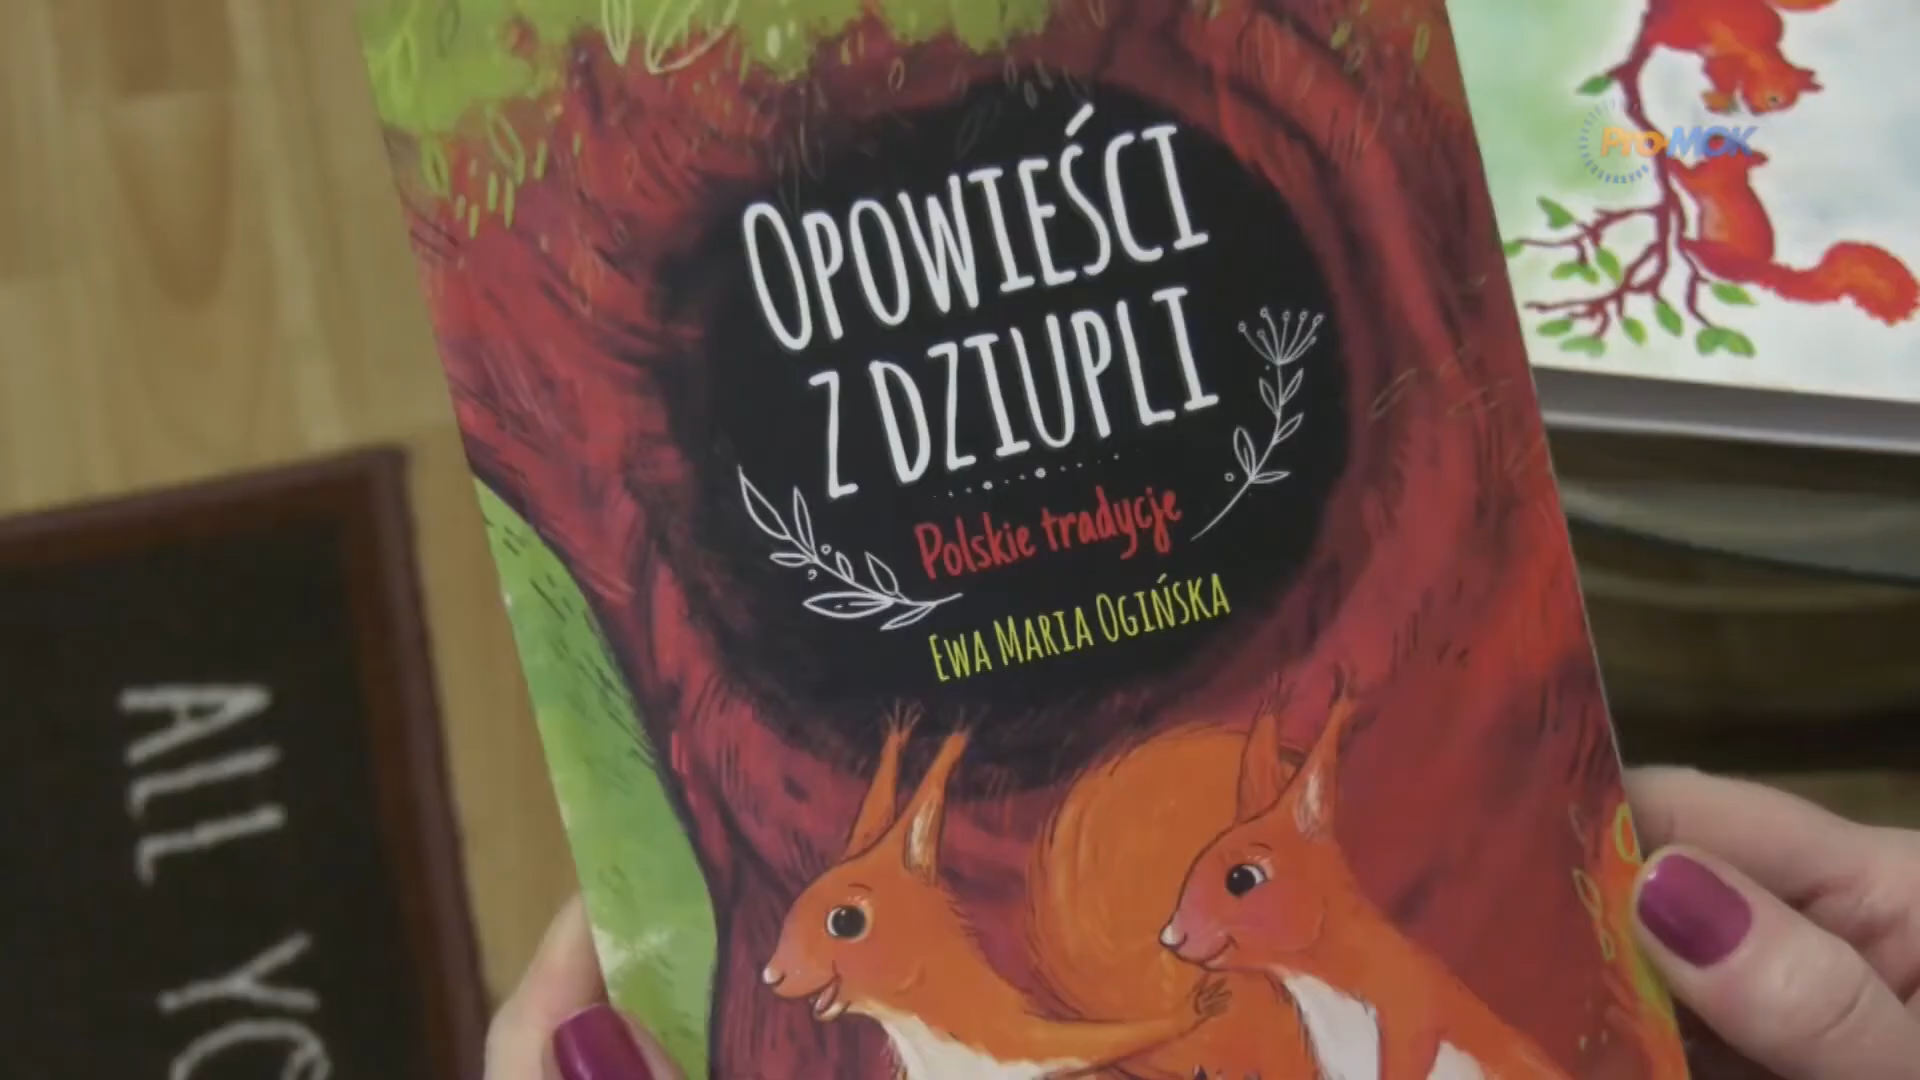 OPOWIEŚCI
Z DZIUPLI
Polskie tradycje
EWA MARIA OGIŃSKA
ProMOK
ALL YO